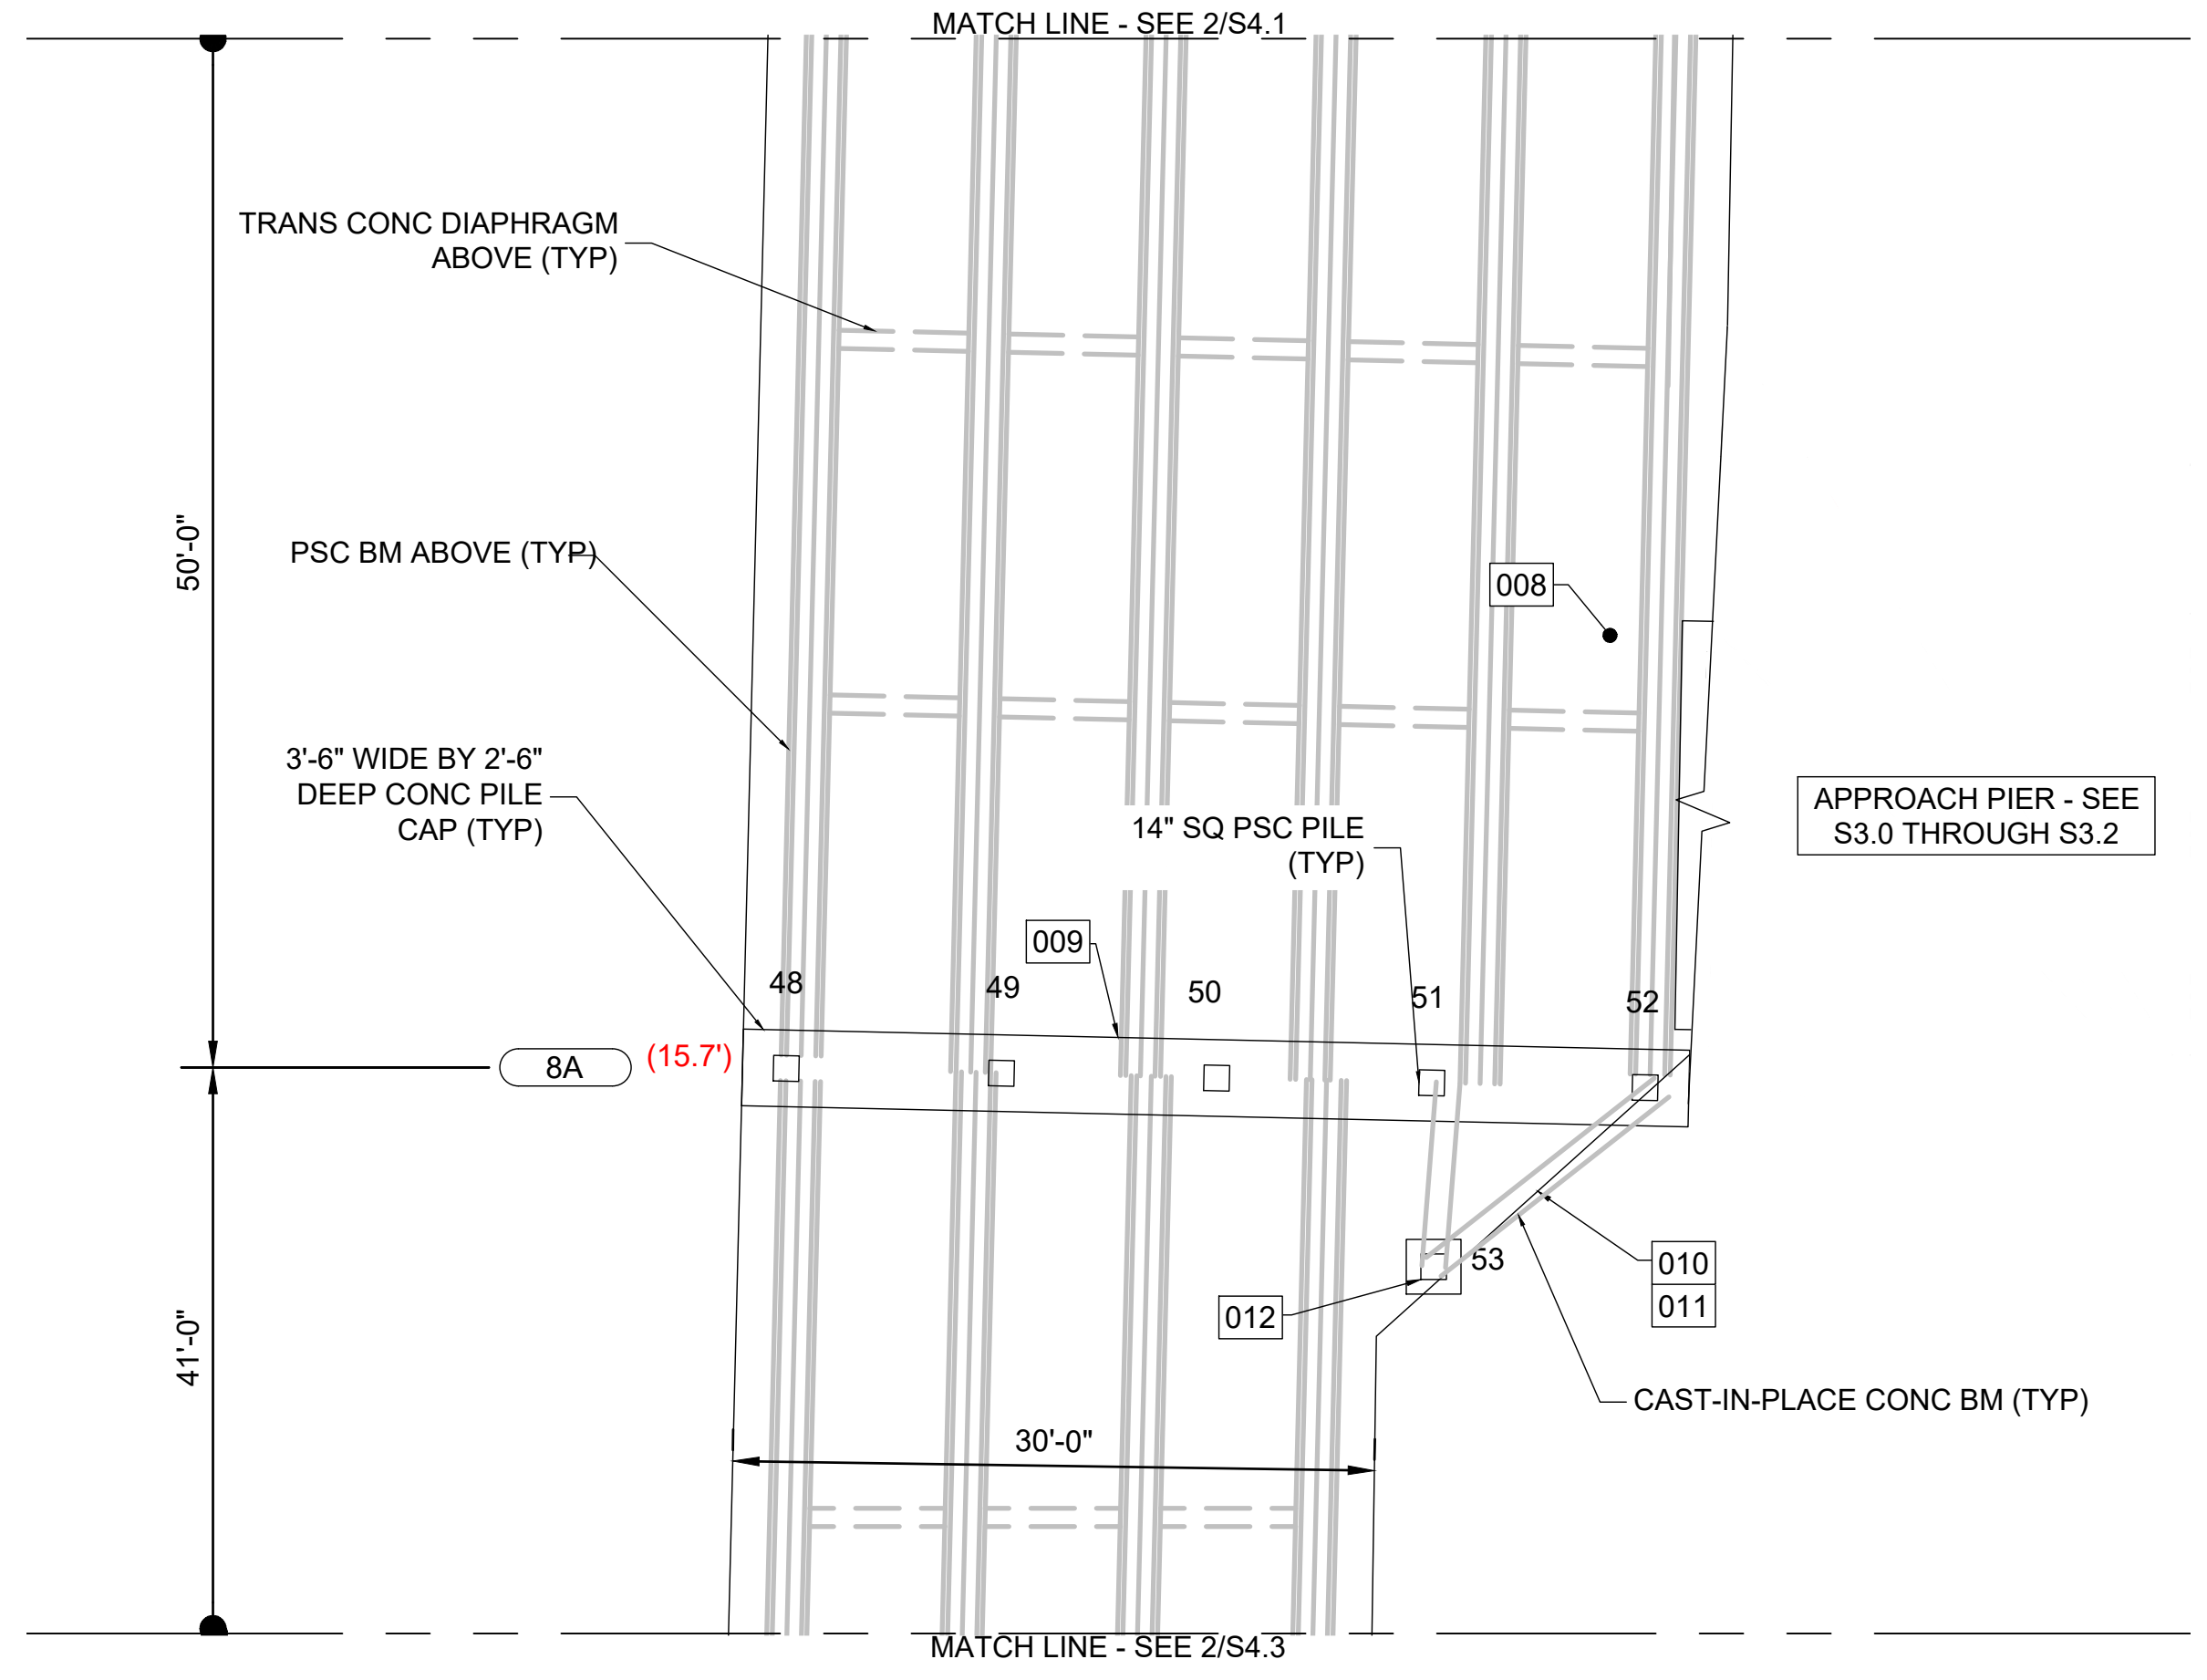 MATCH LINE - SEE 2/S4.1
TRANS CONC DIAPHRAGM
ABOVE (TYP)
50'-0"
PSC BM ABOVE (TYP)
008
3'-6" WIDE BY 2'-6"
DEEP CONC PILE
CAP (TYP)
APPROACH PIER - SEE
S3.0 THROUGH S3.2
14" SQ PSC PILE
(TYP)
009
48
49
50
51
52
8A
(15.7')
53
010
011
012
41'-0"
CAST-IN-PLACE CONC BM (TYP)
30'-0"
MATCH LINE - SEE 2/S4.3